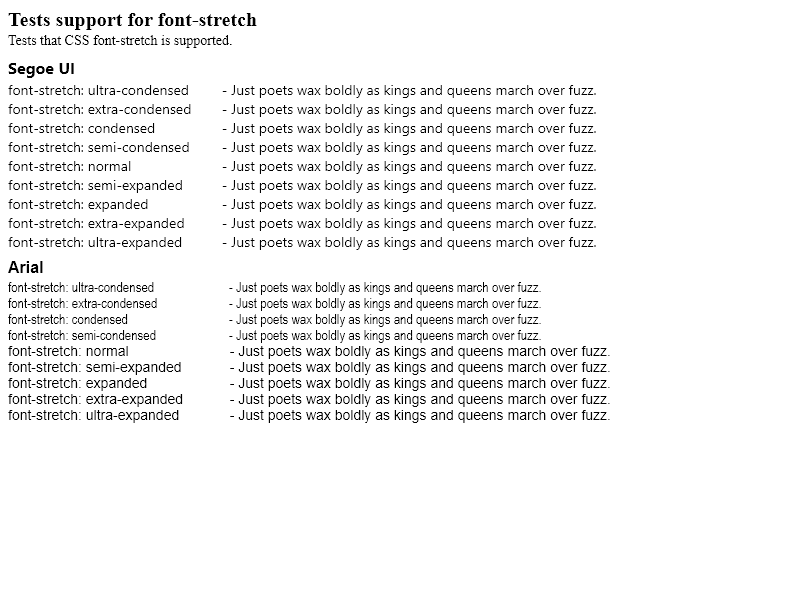 Tests support for font-stretch
Tests that CSS font-stretch is supported.
Segoe UI
font-stretch: ultra-condensed - Just poets wax boldly as kings and queens march over fuzz.
font-stretch: extra-condensed - Just poets wax boldly as kings and queens march over fuzz.
font-stretch: condensed - Just poets wax boldly as kings and queens march over fuzz.
font-stretch: semi-condensed - Just poets wax boldly as kings and queens march over fuzz.
font-stretch: normal - Just poets wax boldly as kings and queens march over fuzz.
font-stretch: semi-expanded - Just poets wax boldly as kings and queens march over fuzz.
font-stretch: expanded - Just poets wax boldly as kings and queens march over fuzz.
font-stretch: extra-expanded - Just poets wax boldly as kings and queens march over fuzz.
font-stretch: ultra-expanded - Just poets wax boldly as kings and queens march over fuzz.
Arial
font-stretch: ultra-condensed - Just poets wax boldly as kings and queens march over fuzz.
font-stretch: extra-condensed - Just poets wax boldly as kings and queens march over fuzz.
font-stretch: condensed - Just poets wax boldly as kings and queens march over fuzz.
font-stretch: semi-condensed - Just poets wax boldly as kings and queens march over fuzz.
font-stretch: normal - Just poets wax boldly as kings and queens march over fuzz.
font-stretch: semi-expanded - Just poets wax boldly as kings and queens march over fuzz.
font-stretch: expanded - Just poets wax boldly as kings and queens march over fuzz.
font-stretch: extra-expanded - Just poets wax boldly as kings and queens march over fuzz.
font-stretch: ultra-expanded - Just poets wax boldly as kings and queens march over fuzz.